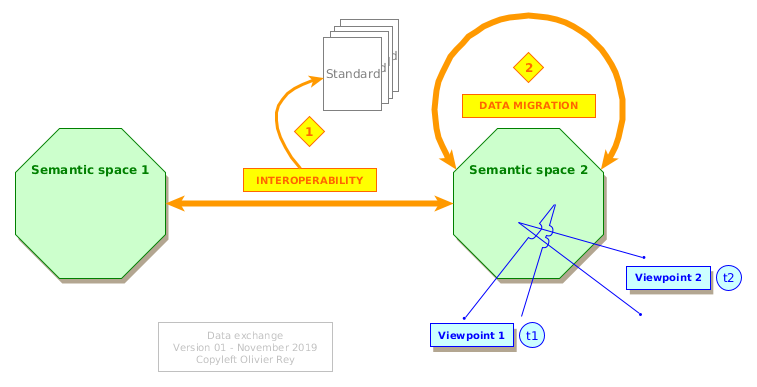 Standard
d
d
2
DATA MIGRATION
1
Semantic space 1
INTEROPERABILITY
Semantic space 2
Viewpoint 2
t2
Viewpoint 1
t1
Data exchange
Version 01 - November 2019
Copyleft Olivier Rey